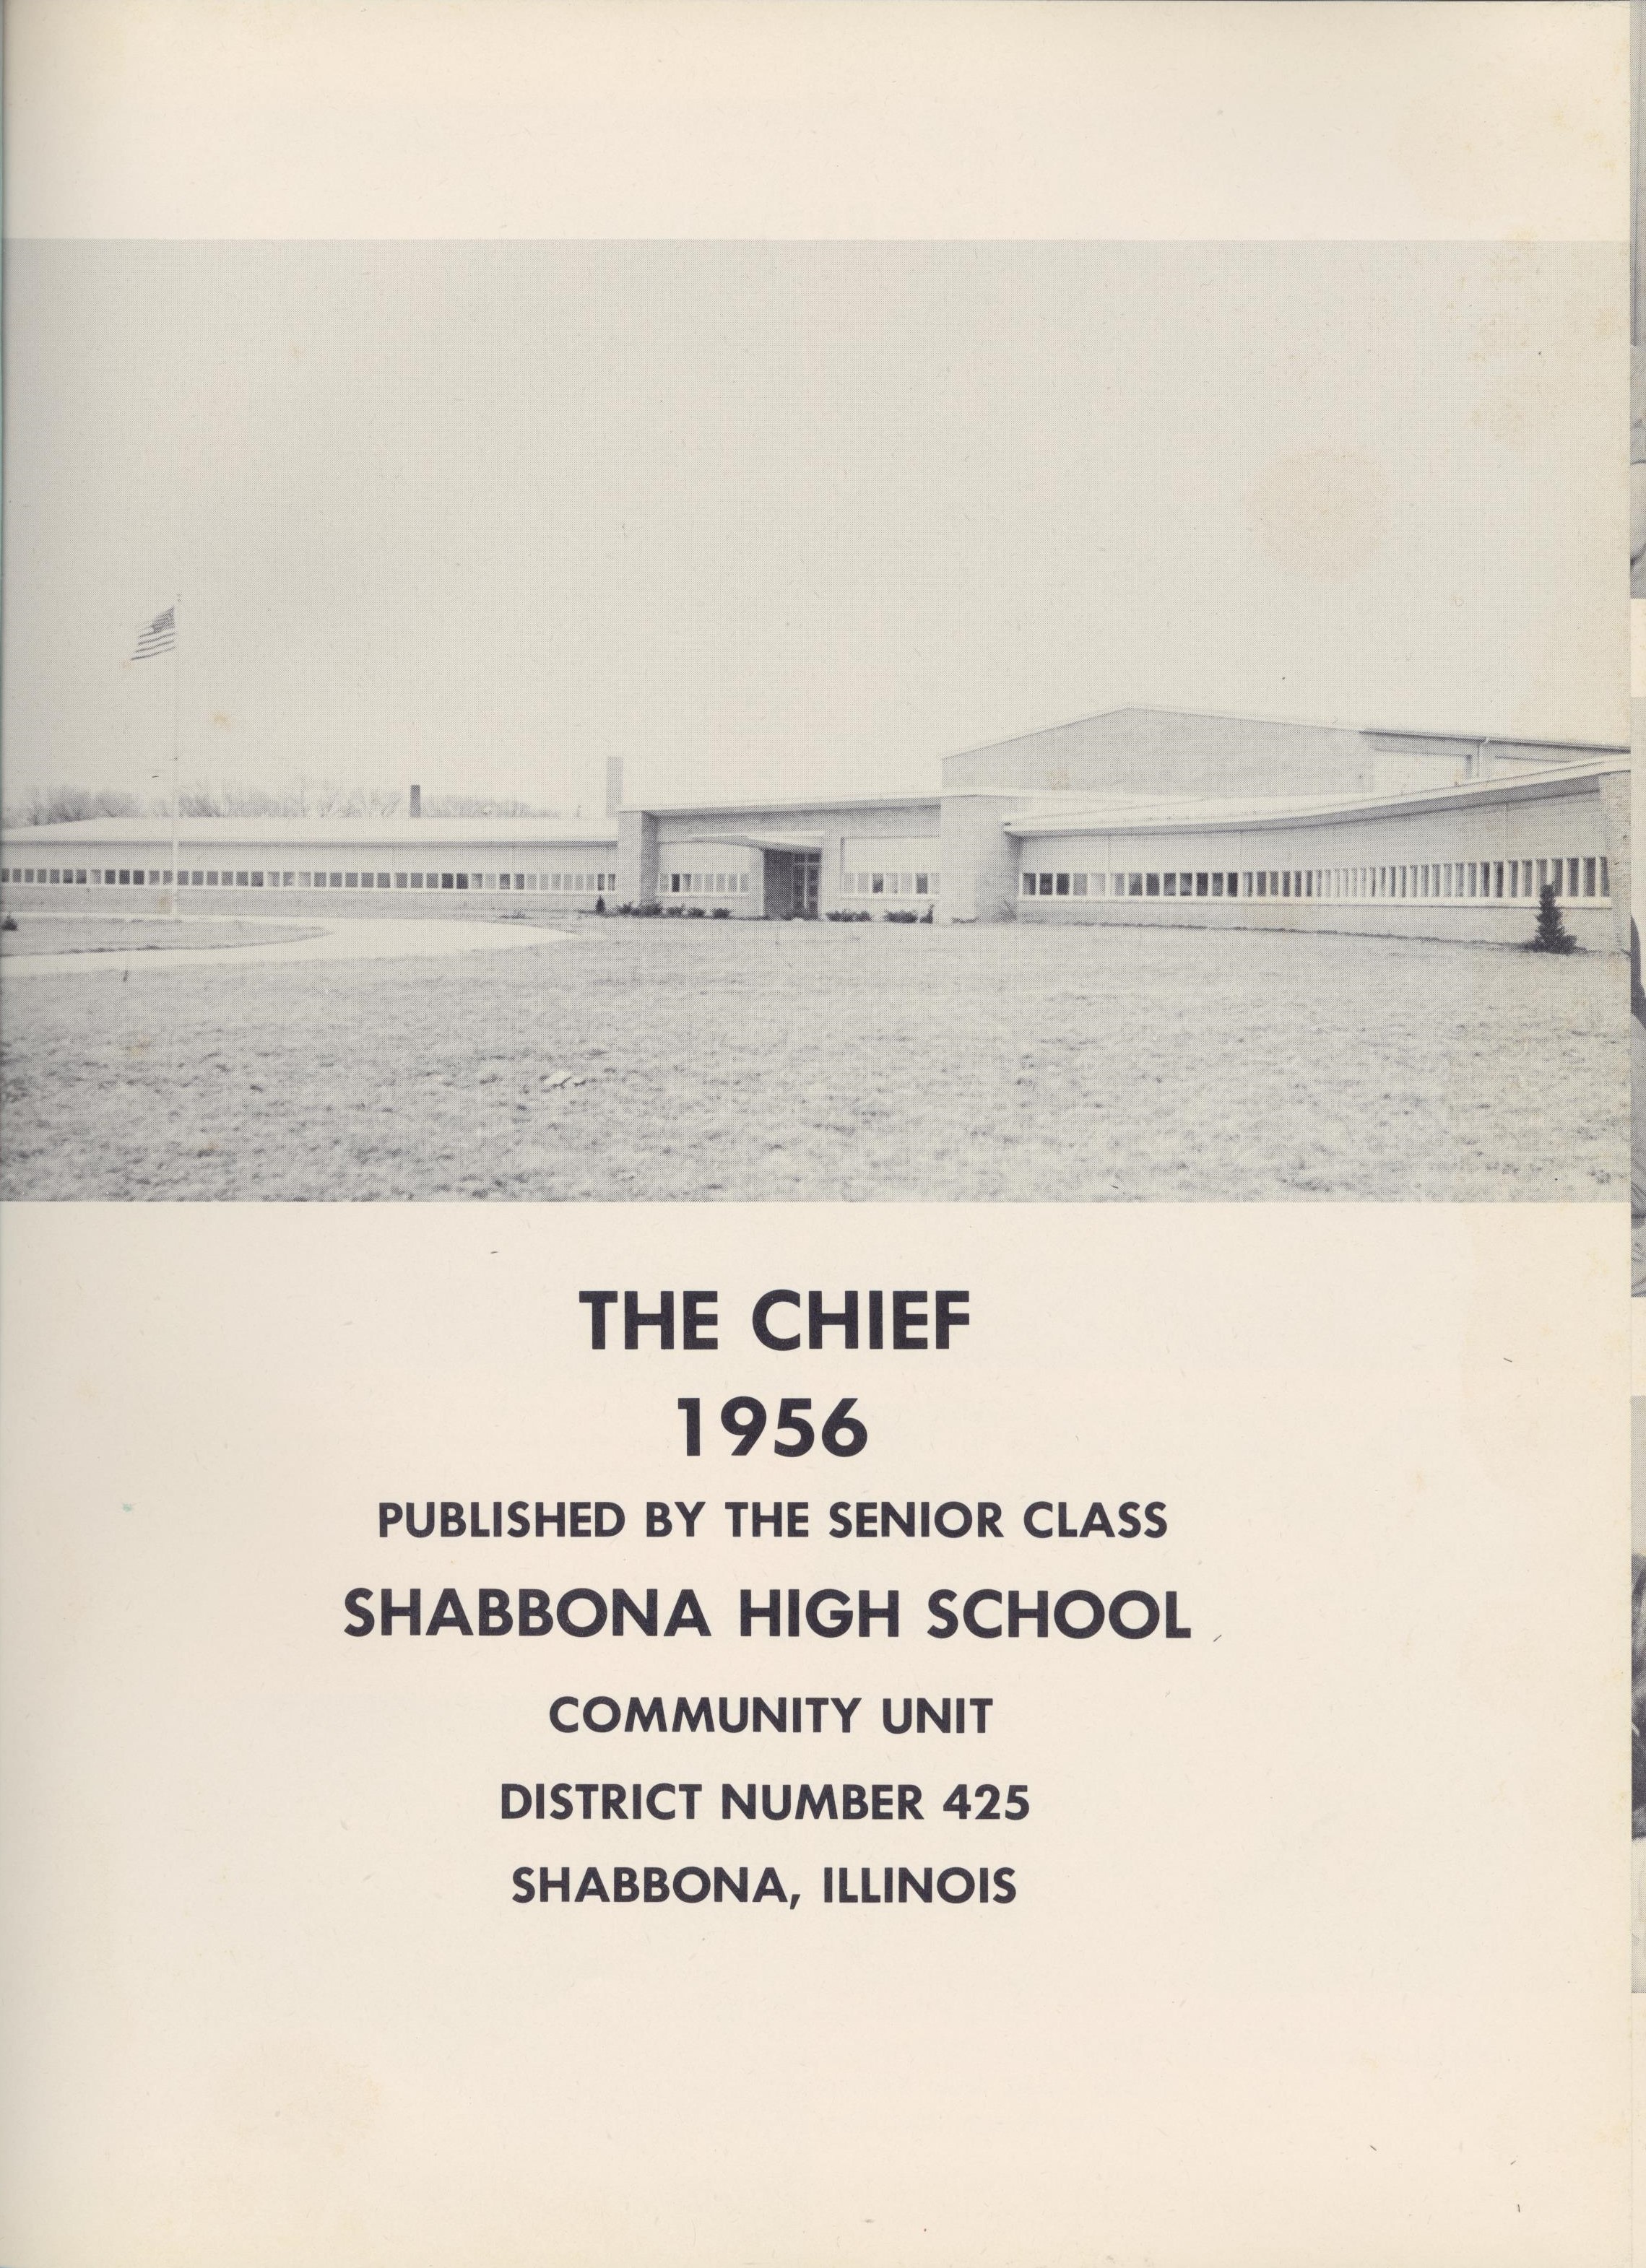 THE CHIEF
1956
PUBLISHED BY THE SENIOR CLASS
SHABBONA HIGH SCHOOL
COMMUNITY UNIT
DISTRICT NUMBER 425
SHABBONA, ILLINOIS